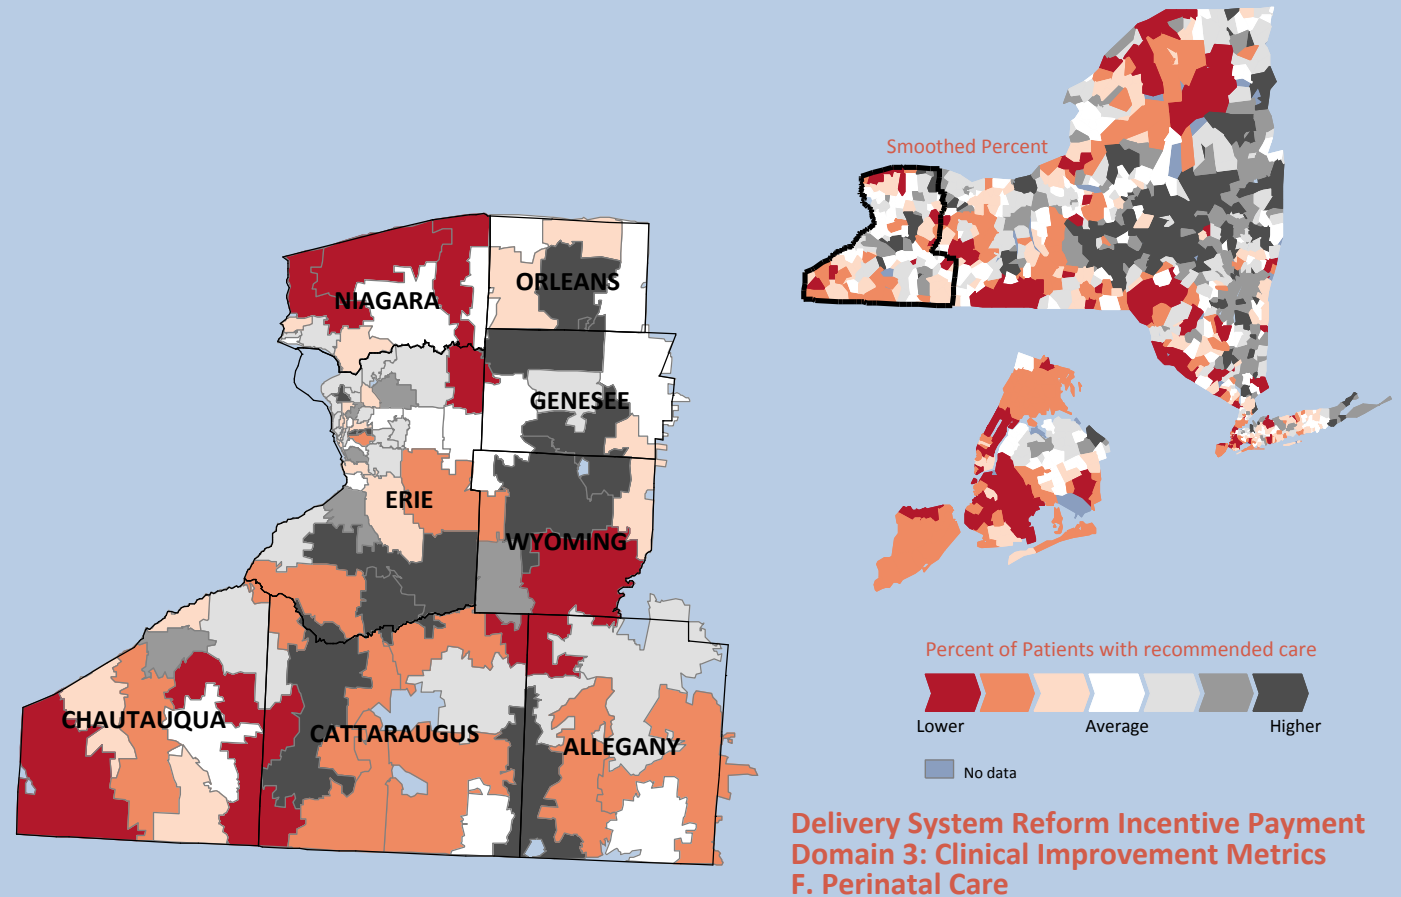 Smoothed Percent
NIAGARA
ORLEANS
GENESEE
ERIE
WYOMING
CHAUTAUQUA
CATTARAUGUS
ALLEGANY
Percent of Patients with recommended care
Lower Average Higher
No data
Delivery System Reform Incentive Payment
Domain 3: Clinical Improvement Metrics
F. Perinatal Care